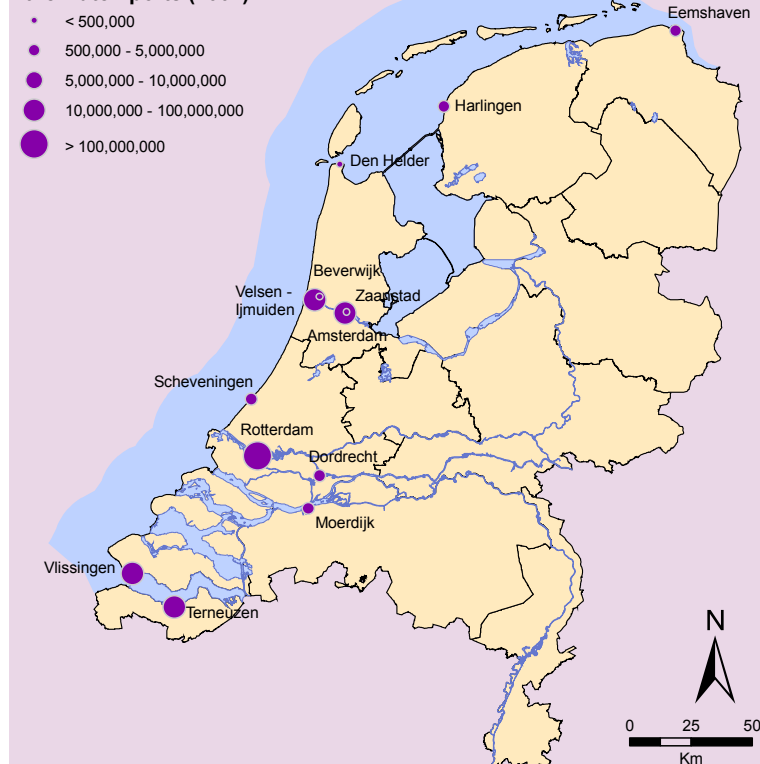 < 500,000
500,000 - 5,000,000
5,000,000 - 10,000,000
10,000,000 - 100,000,000
> 100,000,000
Eemshaven
Harlingen
Den Helder
Beverwijk
Velsen -
Ijmuiden
Zaanstad
Amsterdam
Scheveningen
Rotterdam
Dordrecht
Moerdijk
Vlissingen
Terneuzen
N
0 25 50
Km